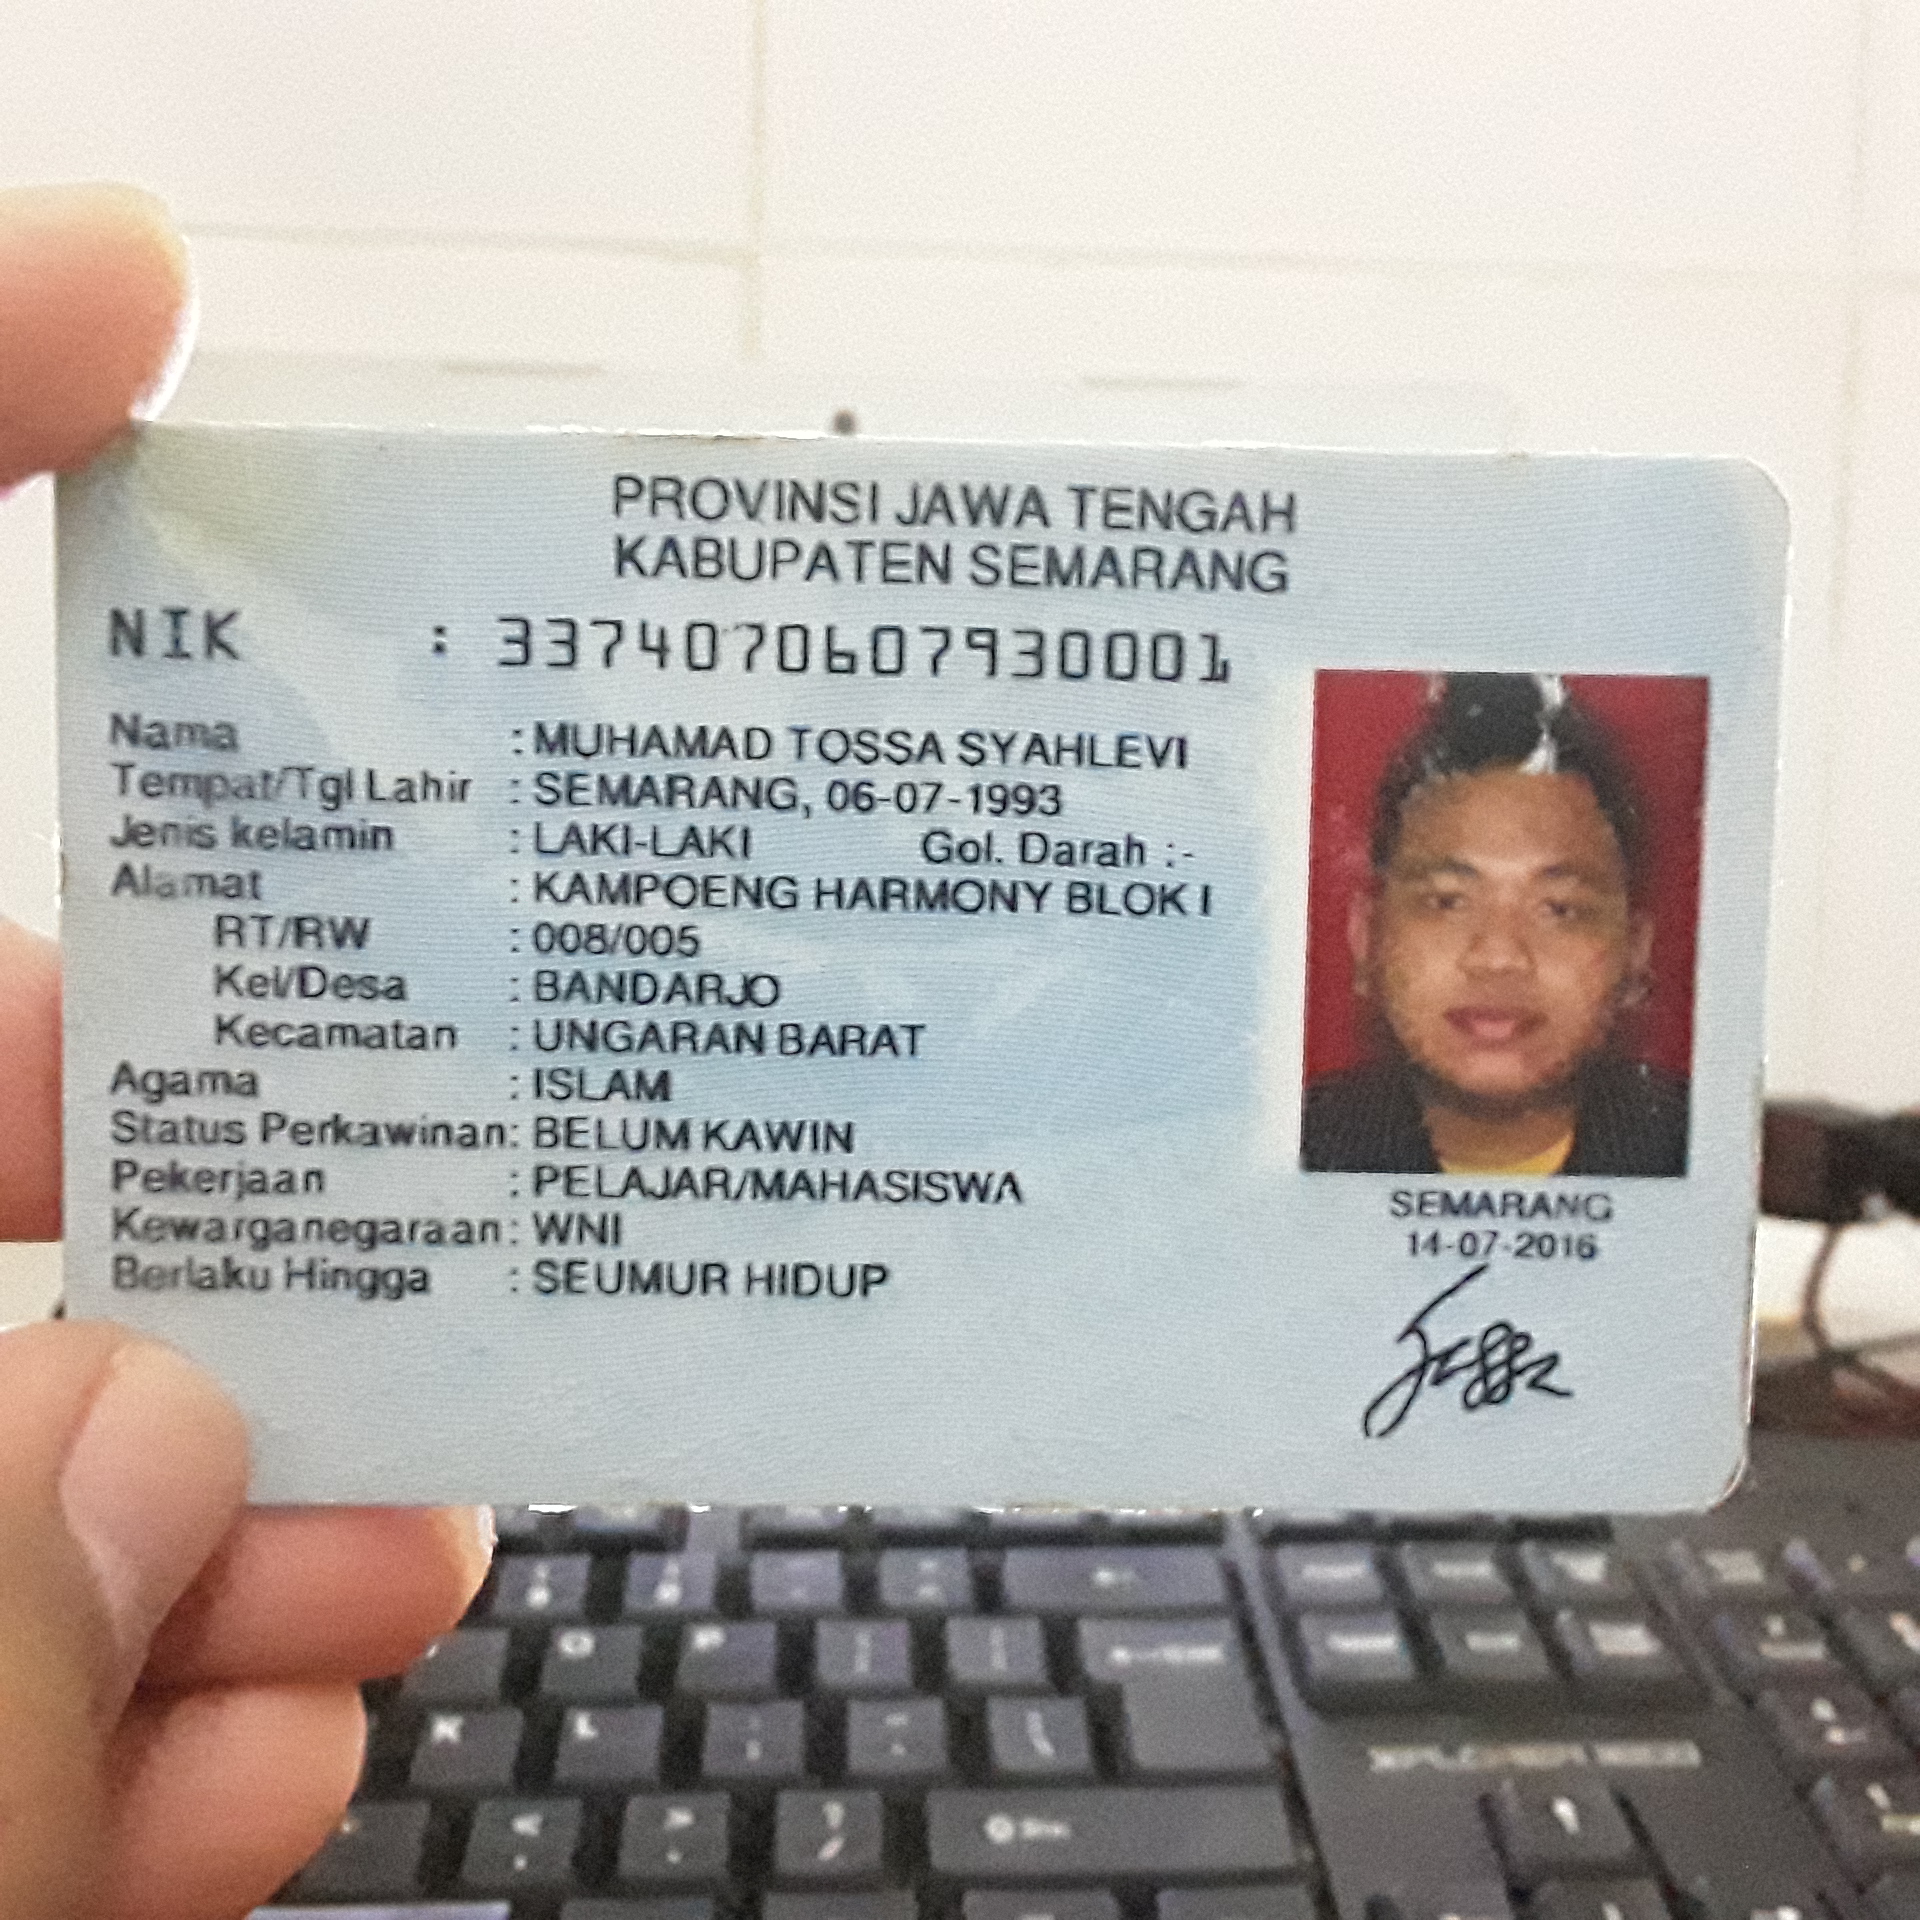 PROVINSI JAWA TENGAH
KABUPATEN SEMARANG
NIK : 3374070607930001
Nama : MUHAMAD TOSSA SYAHLEVI
Tempat/Tgl Lahir : SEMARANG, 06-07-1993
Jenis kelamin : LAKI-LAKI Gol. Darah :-
Alamat : KAMPOENG HARMONY BLOK I
RT/RW : 008/005
Kel/Desa : BANDARJO
Kecamatan : UNGARAN BARAT
Agama : ISLAM
Status Perkawinan: BELUM KAWIN
Pekerjaan : PELAJAR/MAHASISWA
Kewarganegaraan: WNI
Berlaku Hingga : SEUMUR HIDUP
SEMARANG
14-07-2016
O P
K L